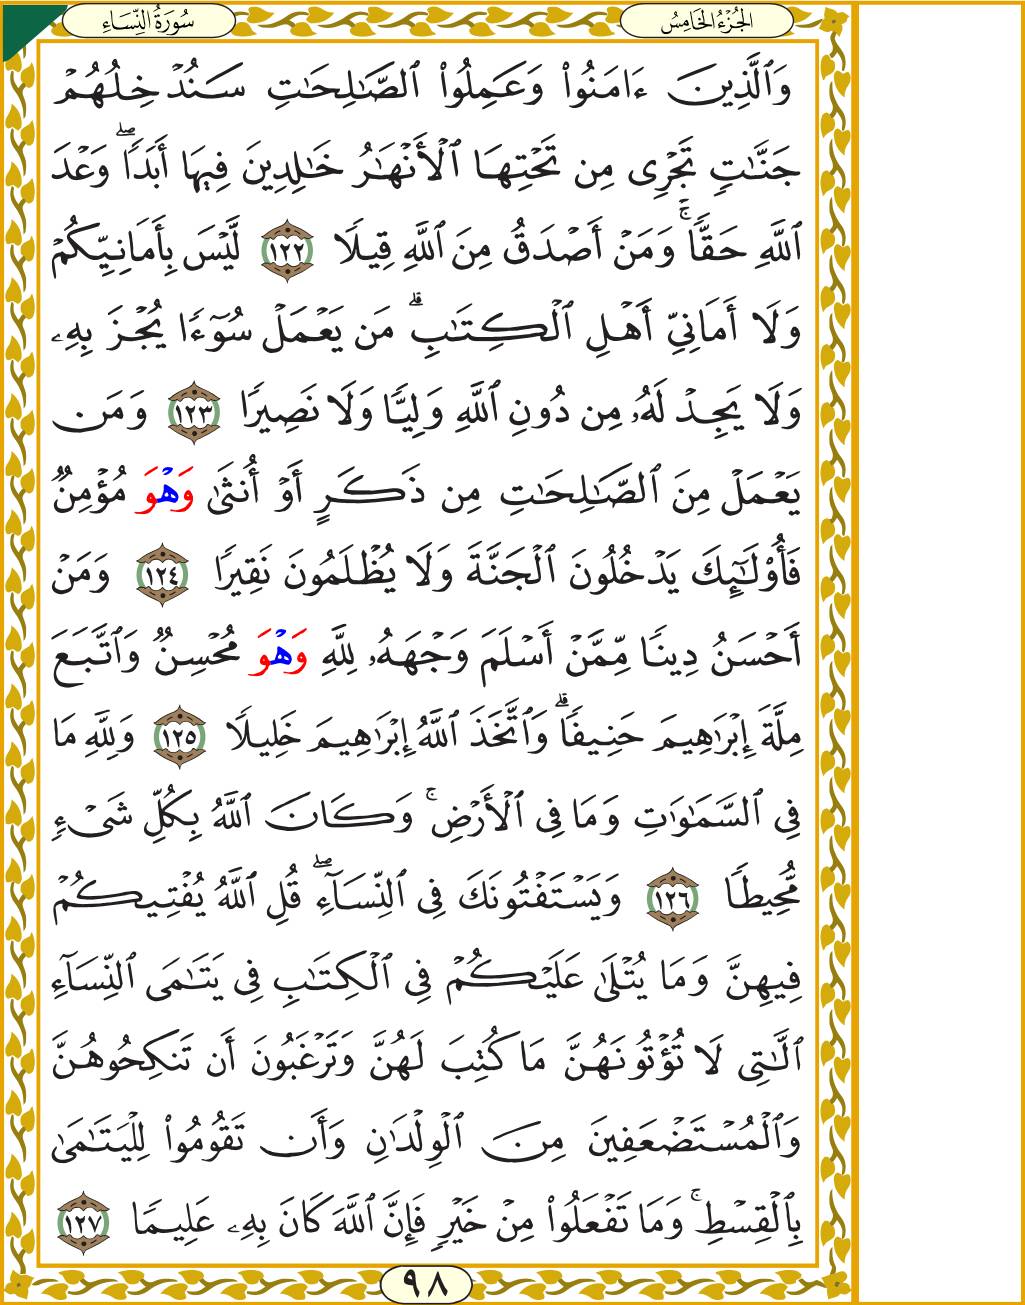 سُورَةُ النِّسَاءِ
الجُزْءُ الخَامِسُ
وَٱلَّذِينَ ءَامَنُوا۟ وَعَمِلُوا۟ ٱلصَّـٰلِحَـٰتِ سَنُدْخِلُهُمْ
جَنَّـٰتٍ تَجْرِى مِن تَحْتِهَا ٱلْأَنْهَـٰرُ خَـٰلِدِينَ فِيهَا أَبَدًا ۖ وَعْدَ
ٱللَّهِ حَقًّا ۚ وَمَنْ أَصْدَقُ مِنَ ٱللَّهِ قِيلًا ١٢٢ لَّيْسَ بِأَمَانِيِّكُمْ
وَلَا أَمَانِىِّ أَهْلِ ٱلْكِتَـٰبِ ۗ مَن يَعْمَلْ سُوٓءًا يُجْزَ بِهِۦ
وَلَا يَجِدْ لَهُۥ مِن دُونِ ٱللَّهِ وَلِيًّا وَلَا نَصِيرًا ١٢٣ وَمَن
يَعْمَلْ مِنَ ٱلصَّـٰلِحَـٰتِ مِن ذَكَرٍ أَوْ أُنثَىٰ وَهْوَ مُؤْمِنٌ
فَأُو۟لَـٰٓئِكَ يَدْخُلُونَ ٱلْجَنَّةَ وَلَا يُظْلَمُونَ نَقِيرًا ١٢٤ وَمَنْ
أَحْسَنُ دِينًا مِّمَّنْ أَسْلَمَ وَجْهَهُۥ لِلَّهِ وَهْوَ مُحْسِنٌ وَٱتَّبَعَ
مِلَّةَ إِبْرَٰهِيمَ حَنِيفًا ۗ وَٱتَّخَذَ ٱللَّهُ إِبْرَٰهِيمَ خَلِيلًا ١٢٥ وَلِلَّهِ مَا
فِى ٱلسَّمَـٰوَٰتِ وَمَا فِى ٱلْأَرْضِ ۚ وَكَانَ ٱللَّهُ بِكُلِّ شَىْءٍ
مُّحِيطًا ١٢٦ وَيَسْتَفْتُونَكَ فِى ٱلنِّسَآءِ ۖ قُلِ ٱللَّهُ يُفْتِيكُمْ
فِيهِنَّ وَمَا يُتْلَىٰ عَلَيْكُمْ فِى ٱلْكِتَـٰبِ فِى يَتَـٰمَى ٱلنِّسَآءِ
ٱلَّـٰتِى لَا تُؤْتُونَهُنَّ مَا كُتِبَ لَهُنَّ وَتَرْغَبُونَ أَن تَنكِحُوهُنَّ
وَٱلْمُسْتَضْعَفِينَ مِنَ ٱلْوِلْدَٰنِ وَأَن تَقُومُوا۟ لِلْيَتَـٰمَىٰ
بِٱلْقِسْطِ ۚ وَمَا تَفْعَلُوا۟ مِنْ خَيْرٍ فَإِنَّ ٱللَّهَ كَانَ بِهِۦ عَلِيمًا ١٢٧
٩٨